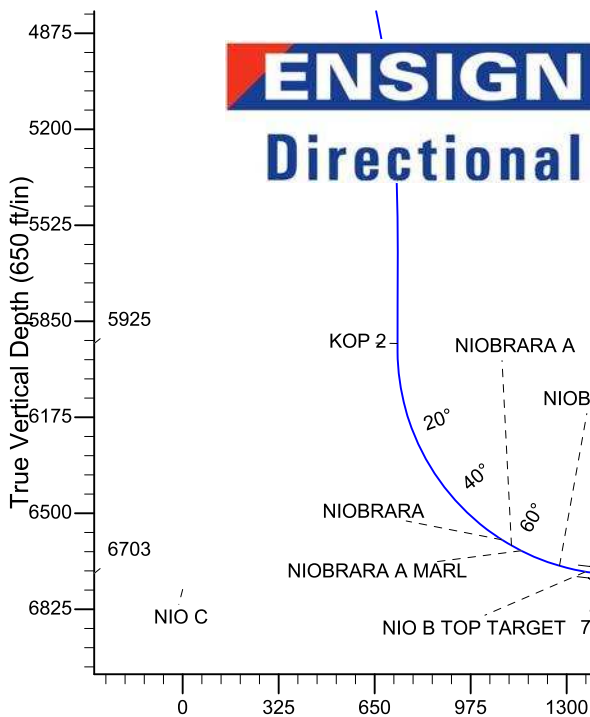 4875
ENSIGN
5200
Directional
5525
True Vertical Depth (650 ft/in)
5850
5925
KOP 2
NIOBRARA A
6175
20°
NIOB
40°
6500
NIOBRARA
60°
6703
NIOBRARA A MARL
6825
NIO C
NIO B TOP TARGET
7
0
325
650
975
1300